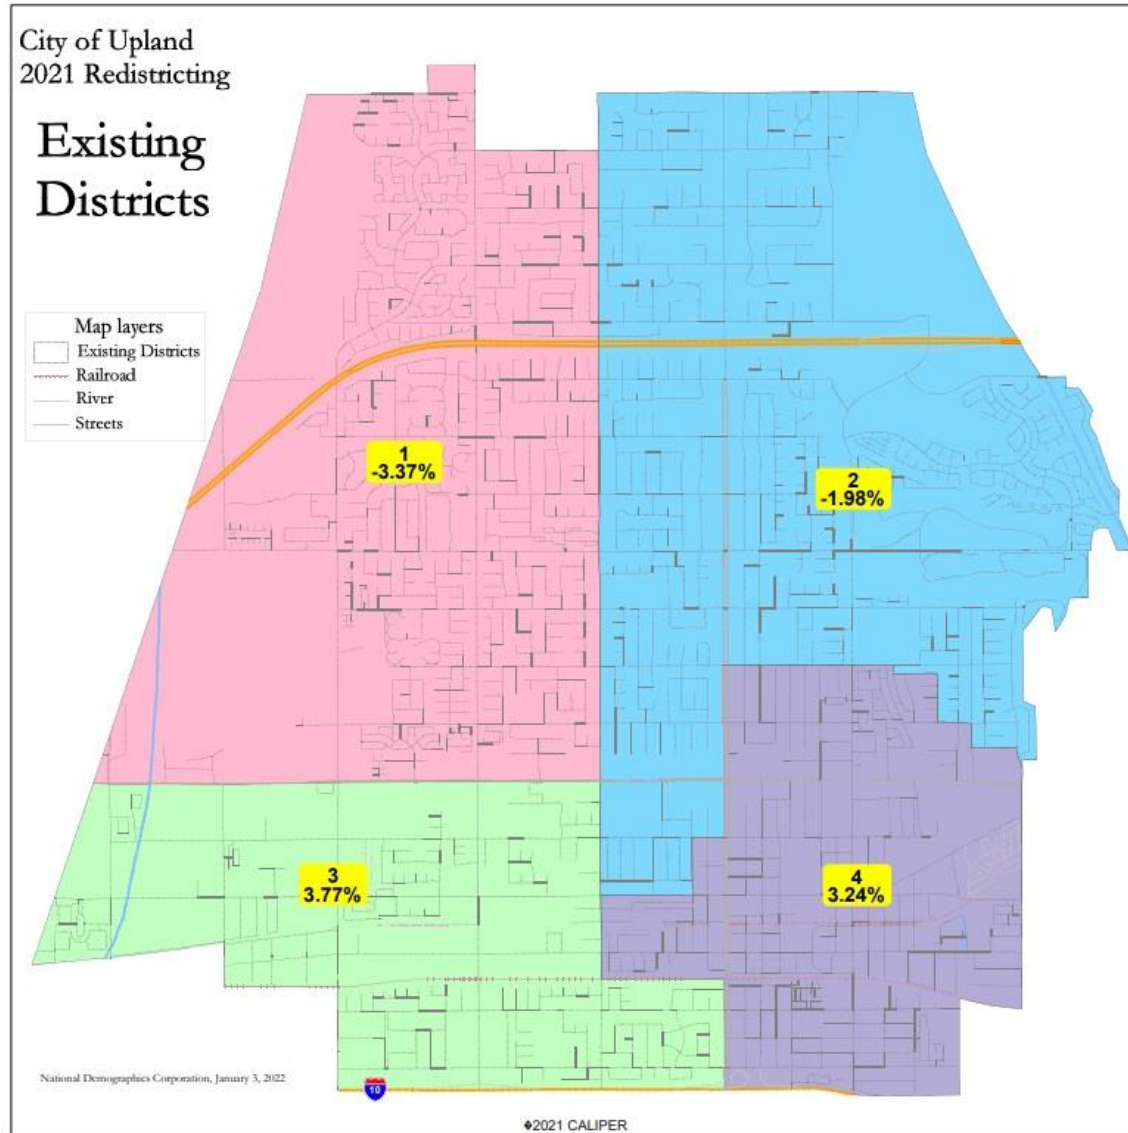 City of Upland
2021 Redistricting
Existing
Districts
Map layers
Existing Districts
Railroad
River
Streets
1
-3.37%
2
-1.98%
3
3.77%
4
3.24%
National Demographics Corporation, January 3, 2022
10
�2021 CALIPER